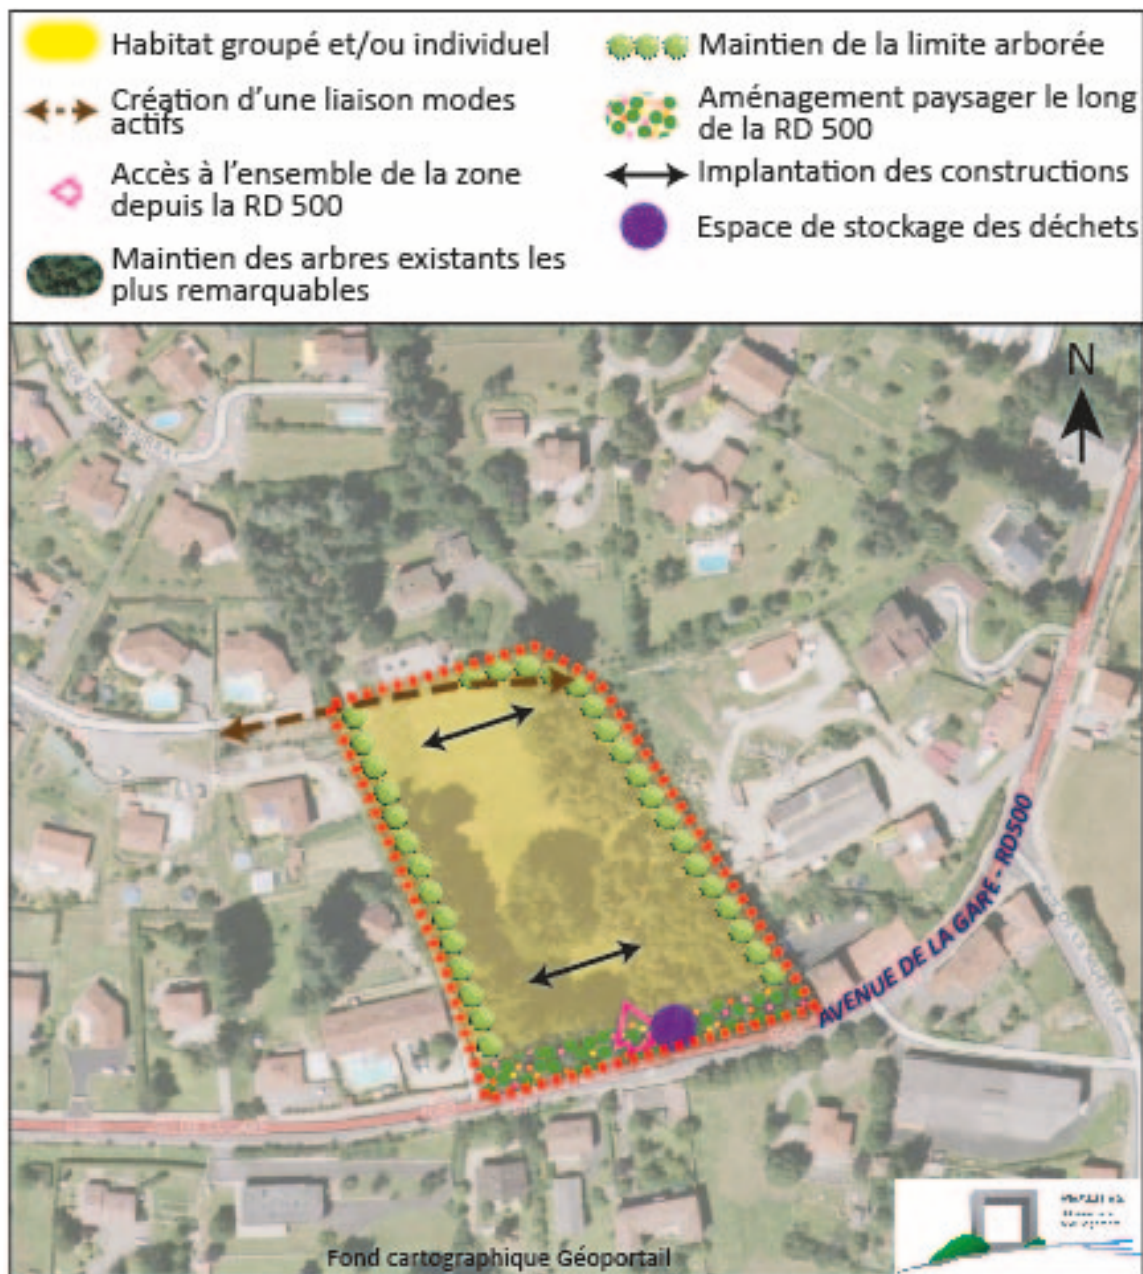 Habitat groupé et/ou individuel
Création d'une liaison modes
actifs
Accès à l'ensemble de la zone
depuis la RD 500
Maintien des arbres existants les
plus remarquables
Maintien de la limite arborée
Aménagement paysager le long
de la RD 500
Implantation des constructions
Espace de stockage des déchets
N
AVENUE DE LA GARE - RD500
Fond cartographique Géoportail